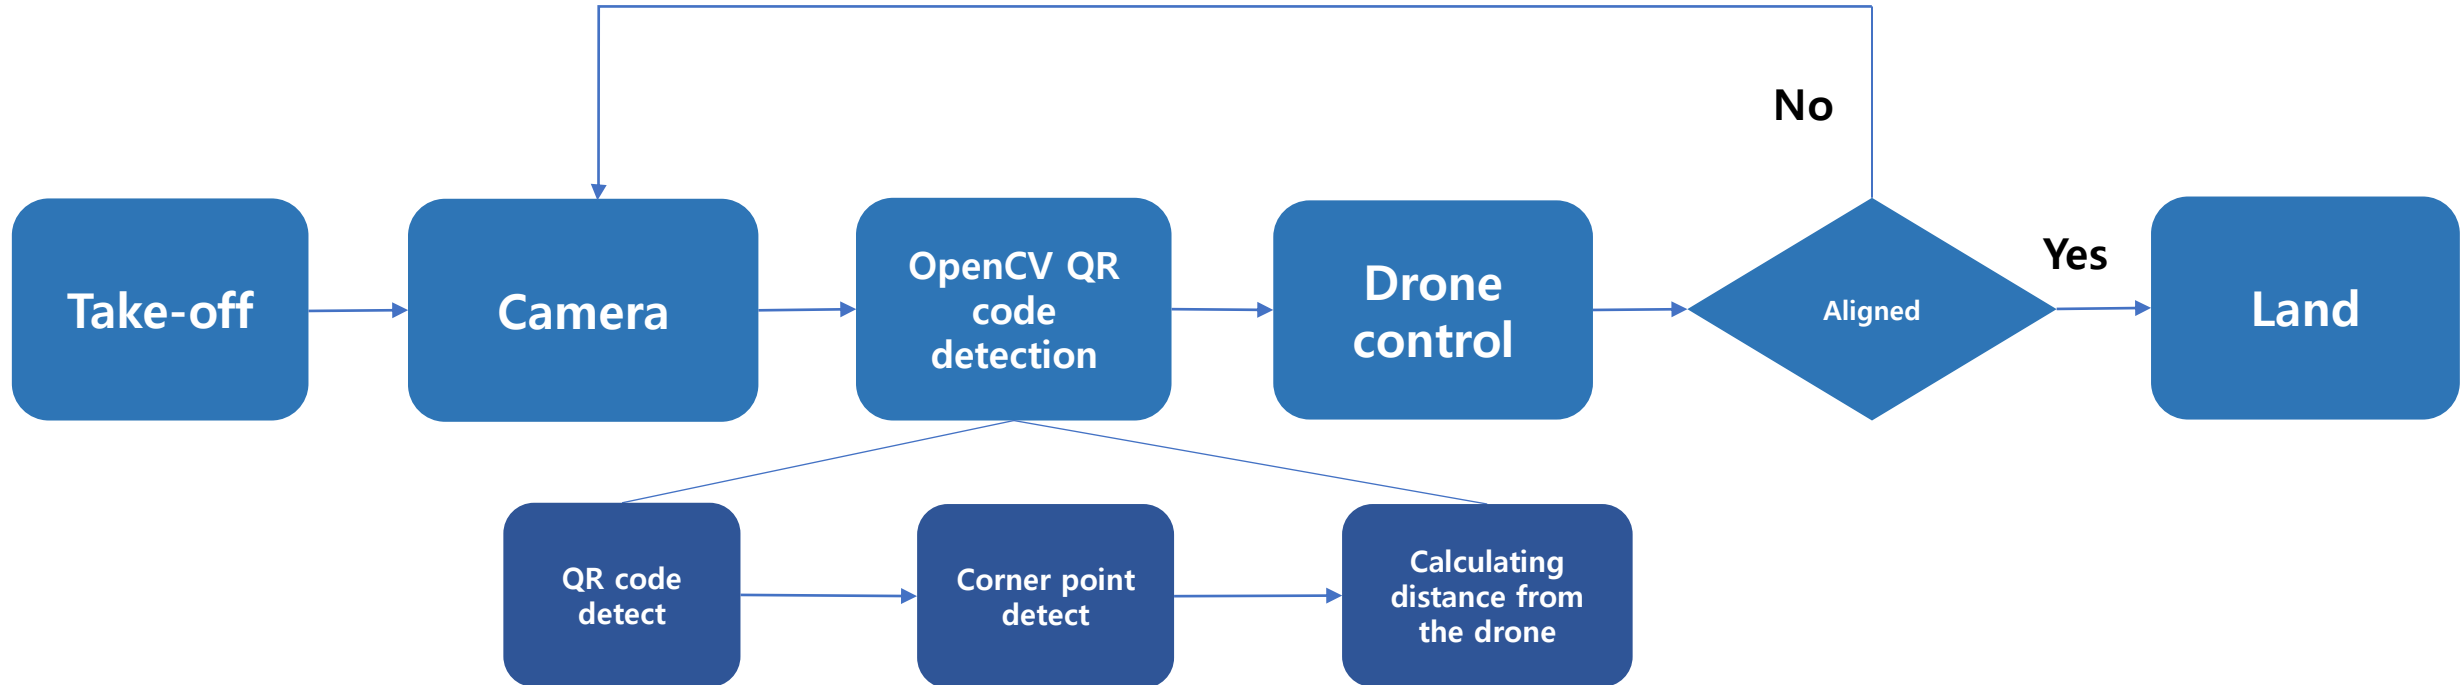 No
Take-off
Camera
OpenCV QR
code
detection
Drone
control
Aligned
Yes
Land
QR code
detect
Corner point
detect
Calculating
distance from
the drone